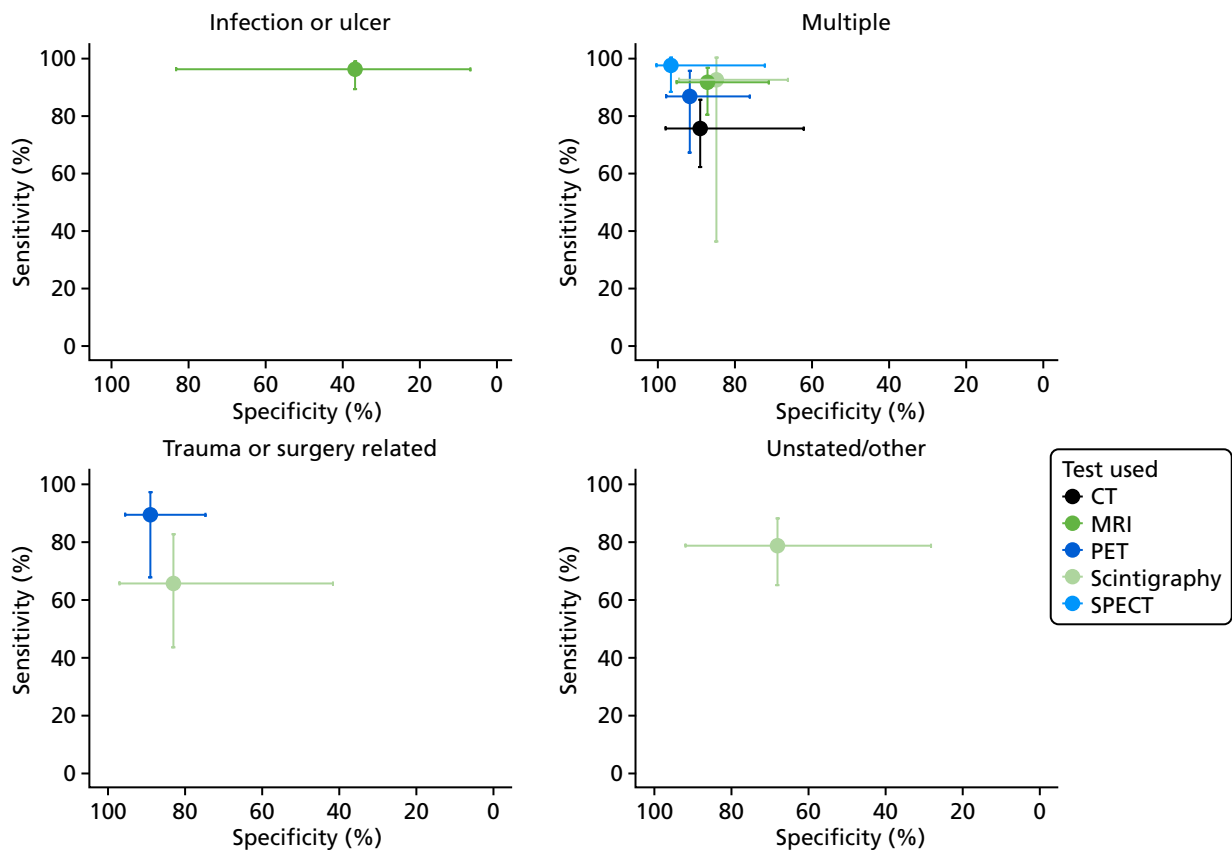 Infection or ulcer
100
80
60
40
20
0
Sensitivity (%)
100 80 60 40 20 0
Specificity (%)
Multiple
100
80
60
40
20
0
Sensitivity (%)
100 80 60 40 20 0
Specificity (%)
Trauma or surgery related
100
80
60
40
20
0
Sensitivity (%)
100 80 60 40 20 0
Specificity (%)
Unstated/other
100
80
60
40
20
0
Sensitivity (%)
100 80 60 40 20 0
Specificity (%)
Test used
CT
MRI
PET
Scintigraphy
SPECT